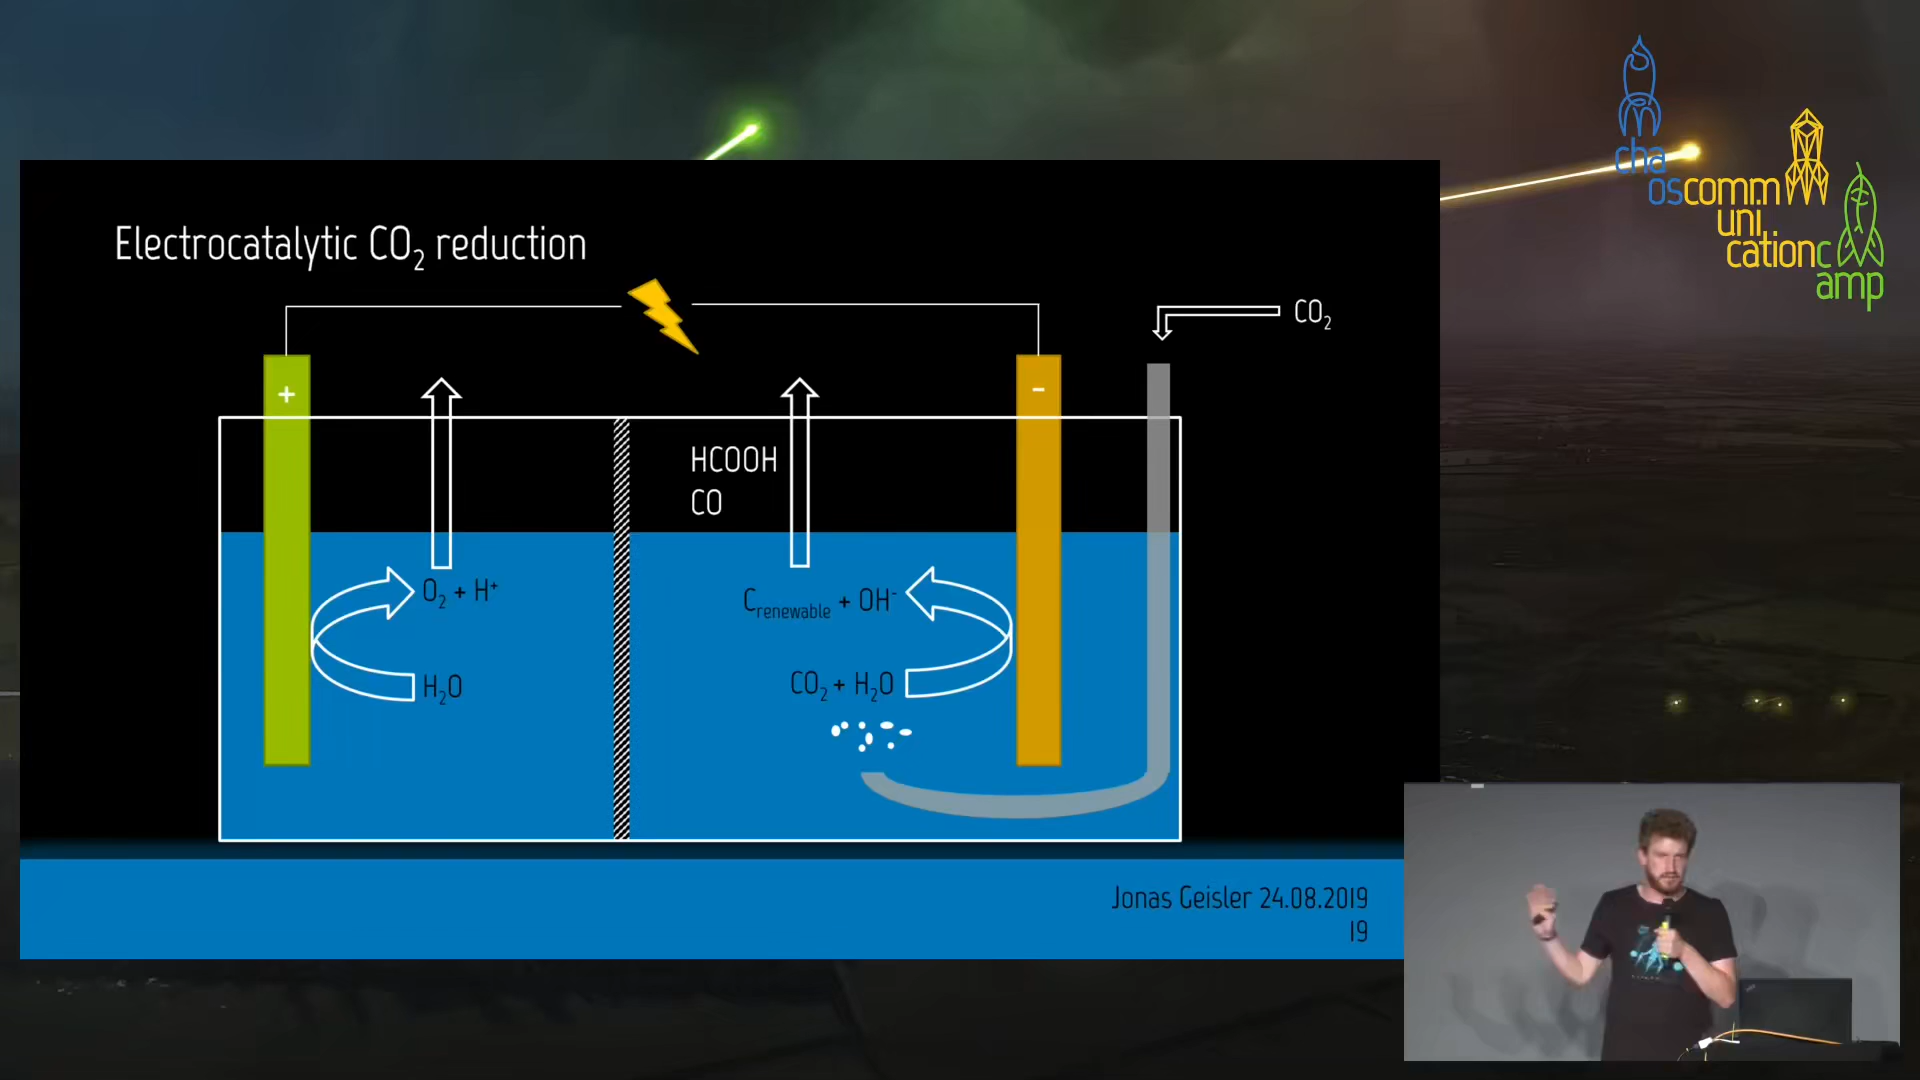 Electrocatalytic CO₂ reduction
CO₂
+
-
HCOOH
CO
O₂ + H⁺
H₂O
C_renewable + OH⁻
CO₂ + H₂O
Jonas Geisler 24.08.2019
19
cha
oscomm
uni
cationc
amp